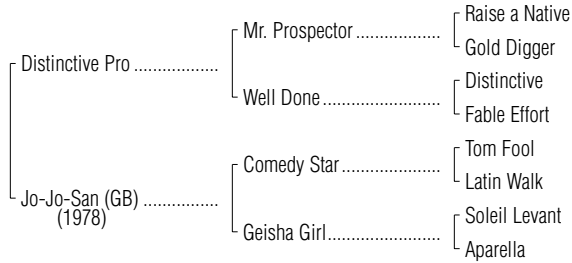 Raise a Native
Mr. Prospector ..................
Gold Digger
Distinctive Pro .................
Distinctive
Well Done.........................
Fable Effort
Tom Fool
Comedy Star .....................
Latin Walk
Jo-Jo-San (GB) ...............
(1978)
Soleil Levant
Geisha Girl........................
Aparella